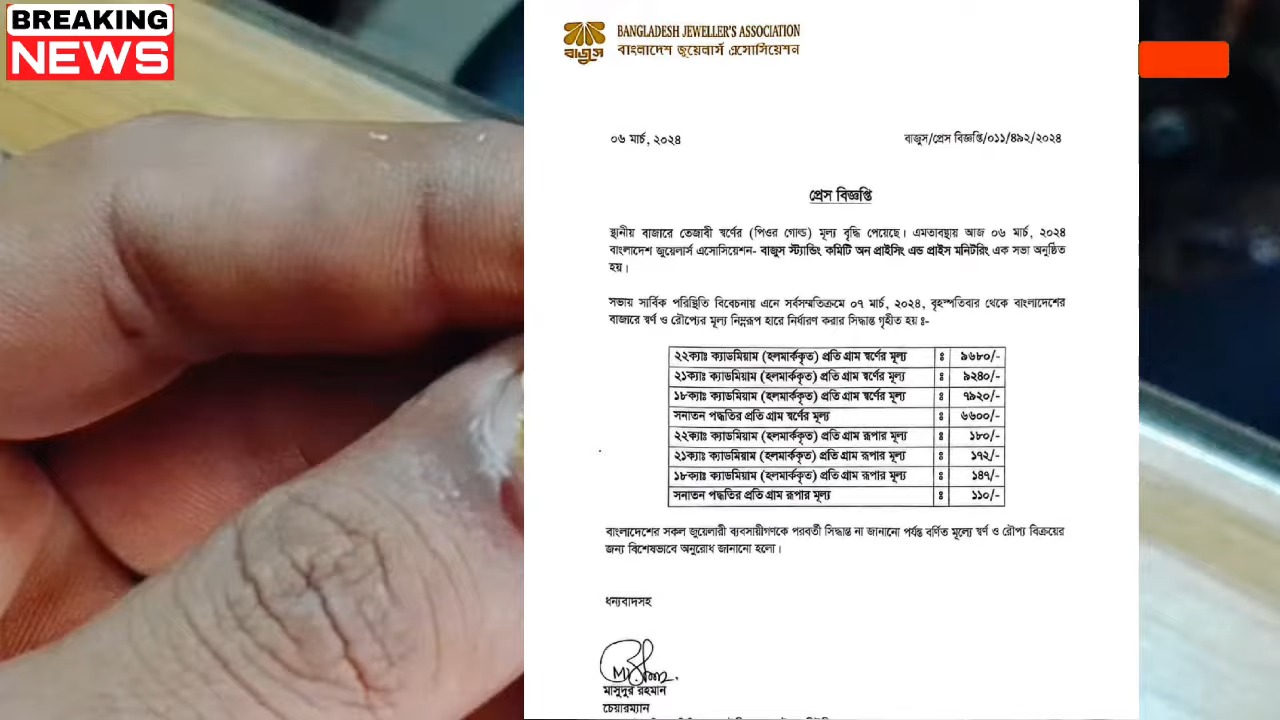 BREAKING
NEWS
BANGLADESH JEWELLER'S ASSOCIATION
বাজুস
বাংলাদেশ জুয়েলার্স এসোসিয়েশন
০৬ মার্চ, ২০২৪
বাজুস/প্রেস বিজ্ঞপ্তি/০১১/৪৯২/২০২৪
প্রেস বিজ্ঞপ্তি
স্থানীয় বাজারে তেজাবী স্বর্ণের (পিওর গোল্ড) মূল্য বৃদ্ধি পেয়েছে। এমতাবস্থায় আজ ০৬ মার্চ, ২০২৪
বাংলাদেশ জুয়েলার্স এসোসিয়েশন- বাজুস স্ট্যান্ডিং কমিটি অন প্রাইসিং এন্ড প্রাইস মনিটরিং এক সভা অনুষ্ঠিত
হয়।
সভায় সার্বিক পরিস্থিতি বিবেচনায় এনে সর্বসম্মতিক্রমে ০৭ মার্চ, ২০২৪, বৃহস্পতিবার থেকে বাংলাদেশের
বাজারে স্বর্ণ ও রৌপ্যের মূল্য নিম্নরূপ হারে নির্ধারণ করার সিদ্ধান্ত গৃহীত হয় ঃ-
২২ক্যাঃ ক্যাডমিয়াম (হলমার্ককৃত) প্রতি গ্রাম স্বর্ণের মূল্য ঃ ৯৬৮০/-
২১ক্যাঃ ক্যাডমিয়াম (হলমার্ককৃত) প্রতি গ্রাম স্বর্ণের মূল্য ঃ ৯২৪০/-
১৮ক্যাঃ ক্যাডমিয়াম (হলমার্ককৃত) প্রতি গ্রাম স্বর্ণের মূল্য ঃ ৭৯২০/-
সনাতন পদ্ধতির প্রতি গ্রাম স্বর্ণের মূল্য ঃ ৬৬০০/-
২২ক্যাঃ ক্যাডমিয়াম (হলমার্ককৃত) প্রতি গ্রাম রূপার মূল্য ঃ ১৮০/-
২১ক্যাঃ ক্যাডমিয়াম (হলমার্ককৃত) প্রতি গ্রাম রূপার মূল্য ঃ ১৭২/-
১৮ক্যাঃ ক্যাডমিয়াম (হলমার্ককৃত) প্রতি গ্রাম রূপার মূল্য ঃ ১৪৭/-
সনাতন পদ্ধতির প্রতি গ্রাম রূপার মূল্য ঃ ১১০/-
বাংলাদেশের সকল জুয়েলারী ব্যবসায়ীগণকে পরবর্তী সিদ্ধান্ত না জানানো পর্যন্ত বর্ণিত মূল্যে স্বর্ণ ও রৌপ্য বিক্রয়ের
জন্য বিশেষভাবে অনুরোধ জানানো হলো।
ধন্যবাদসহ
মাসুদুর রহমান
চেয়ারম্যান